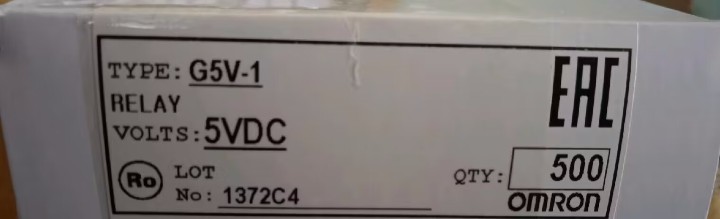 TYPE: G5V-1
EAC
RELAY
VOLTS: 5VDC
Ro LOT
No: 1372C4
QTY: 500
OMRON